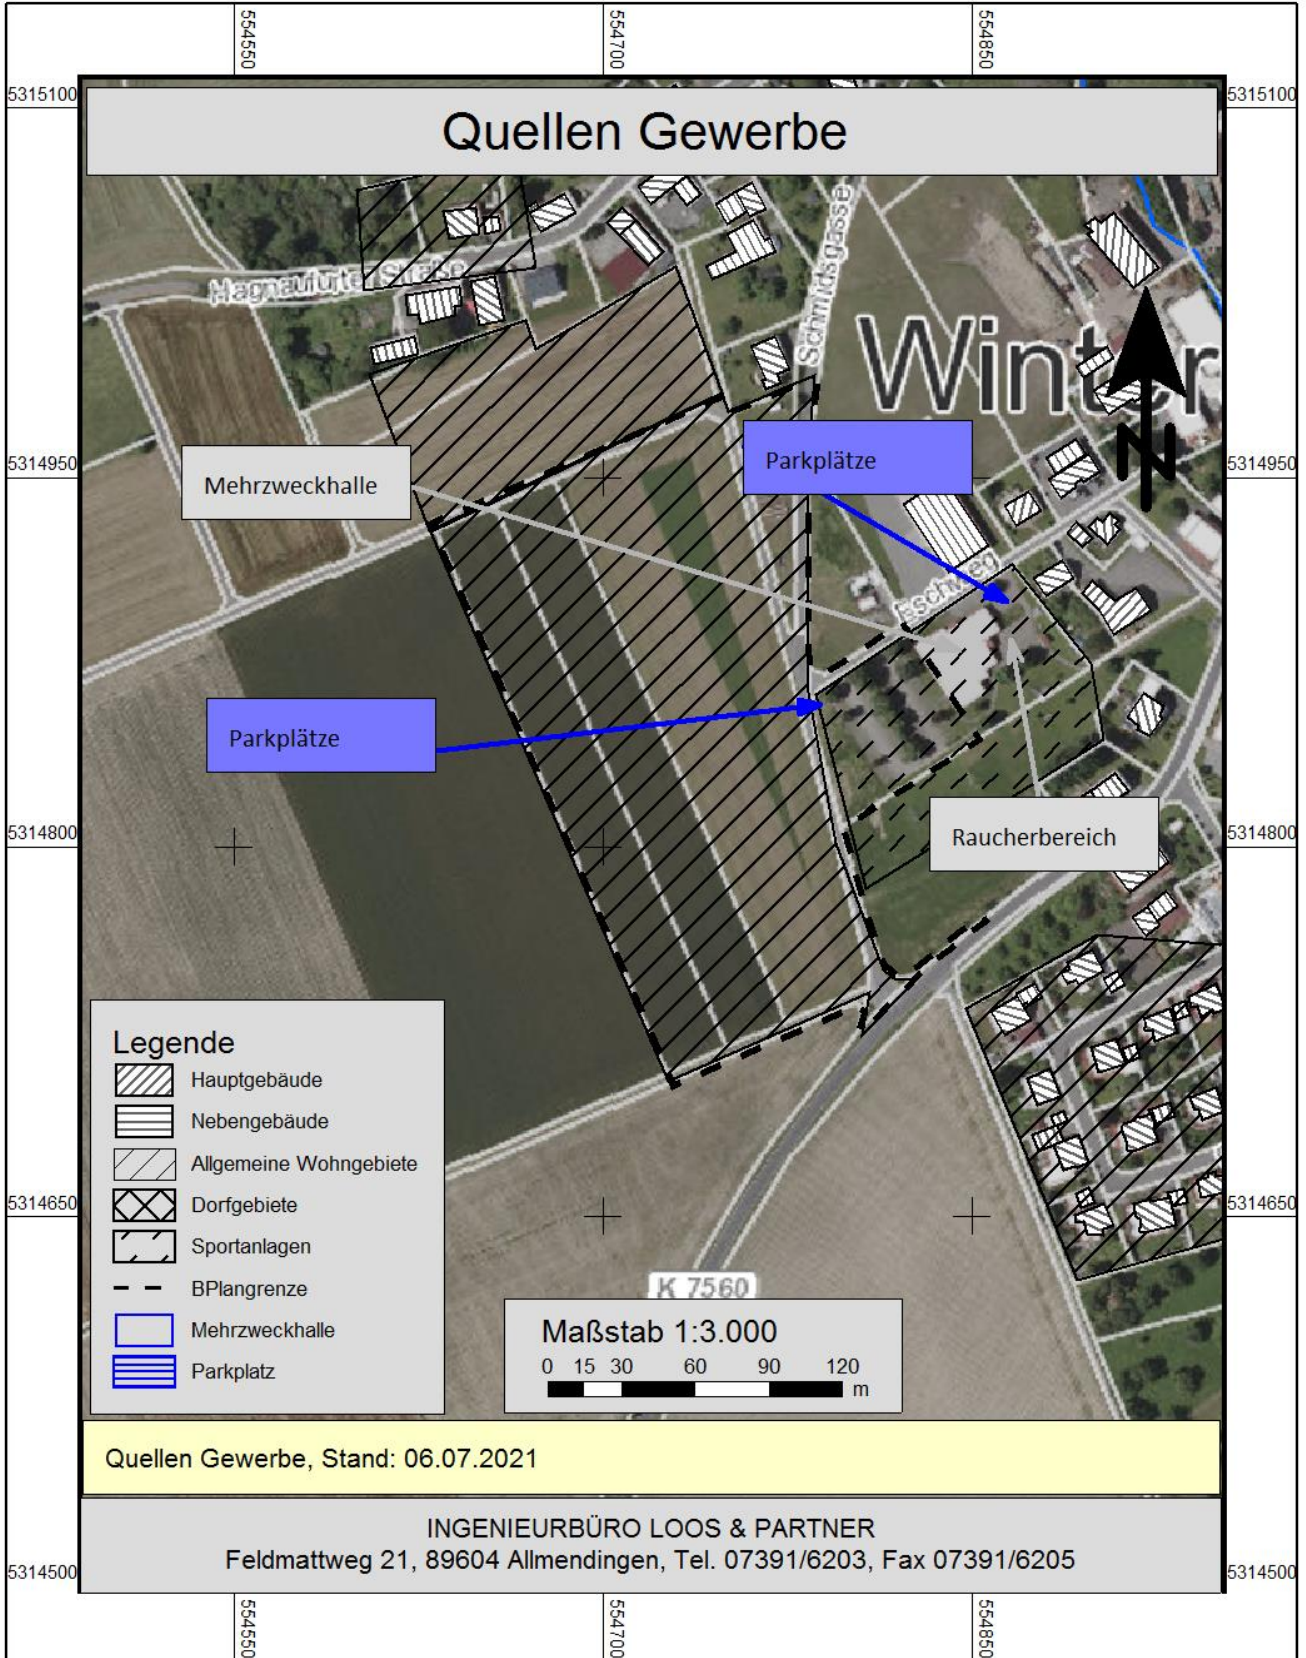 554550
554700
554850
5315100
5315100
Quellen Gewerbe
Schmidsgasse
Hagnaufurter Straße
Winter
Parkplätze
5314950
5314950
Mehrzweckhalle
N
Eschweg
Parkplätze
5314800
5314800
Raucherbereich
Legende
Hauptgebäude
Nebengebäude
Allgemeine Wohngebiete
Dorfgebiete
Sportanlagen
BPlangrenze
Mehrzweckhalle
Parkplatz
5314650
5314650
K 7560
Maßstab 1:3.000
0 15 30 60 90 120
m
Quellen Gewerbe, Stand: 06.07.2021
INGENIEURBÜRO LOOS & PARTNER
Feldmattweg 21, 89604 Allmendingen, Tel. 07391/6203, Fax 07391/6205
5314500
5314500
554550
554700
554850